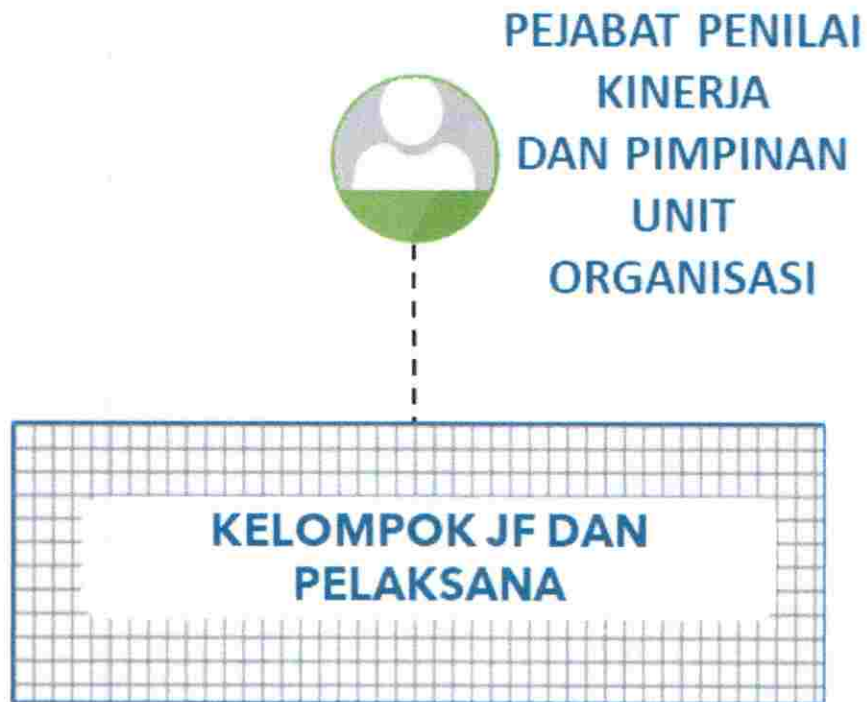 PEJABAT PENILAI
KINERJA
DAN PIMPINAN
UNIT
ORGANISASI
KELOMPOK JF DAN
PELAKSANA